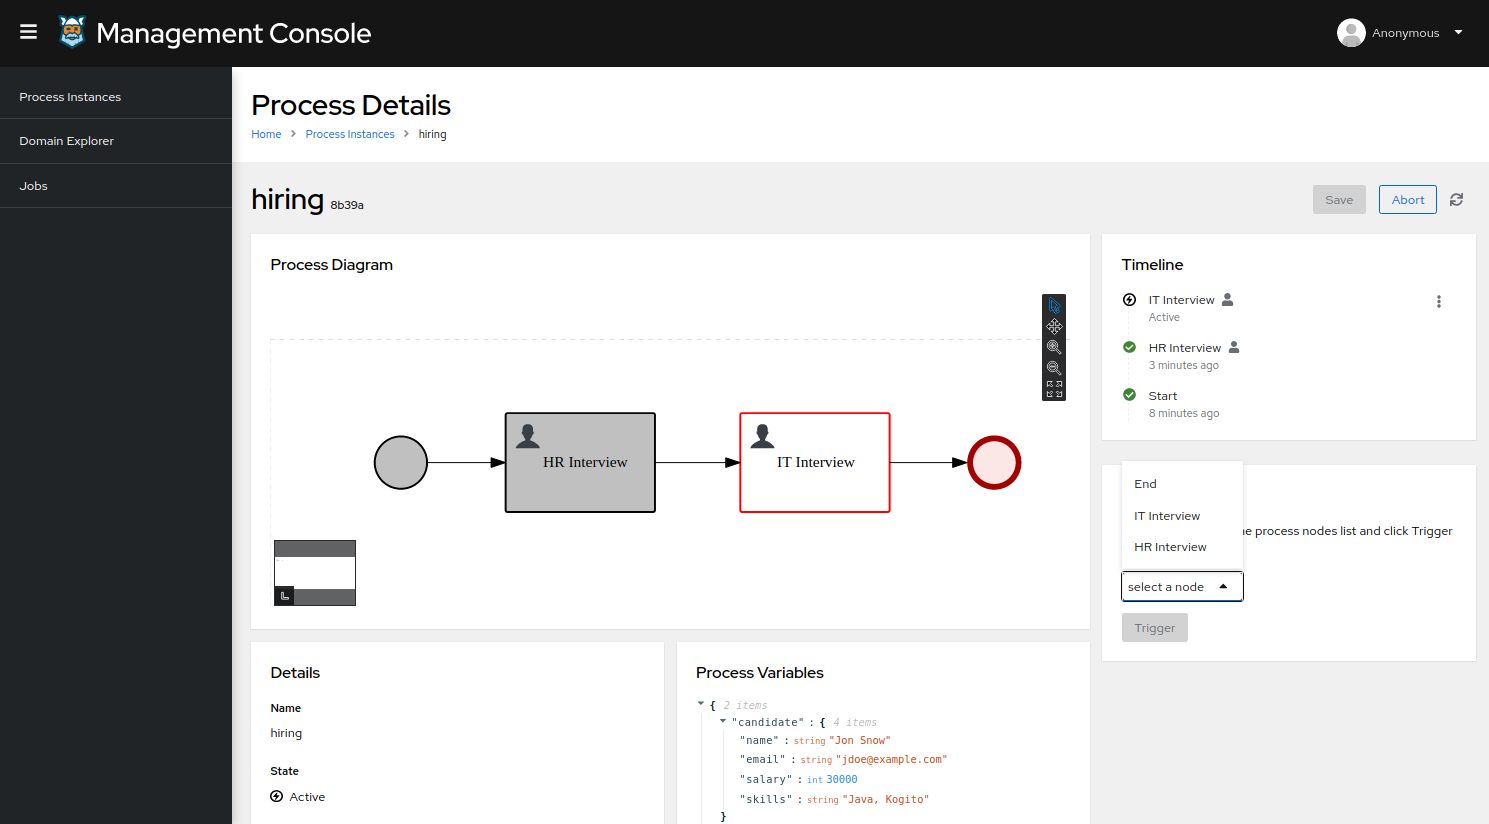 Management Console
Anonymous
Process Instances
Domain Explorer
Jobs
Process Details
Home > Process Instances > hiring
hiring 8b39a
Save
Abort
Process Diagram
HR Interview
IT Interview
Timeline
IT Interview
Active
HR Interview
3 minutes ago
Start
8 minutes ago
End
IT Interview
HR Interview
process nodes list and click Trigger
select a node
Trigger
Details
Name
hiring
State
Active
Process Variables
{ 2 items
"candidate" : { 4 items
"name" : string "Jon Snow"
"email" : string "jdoe@example.com"
"salary" : int 30000
"skills" : string "Java, Kogito"
}